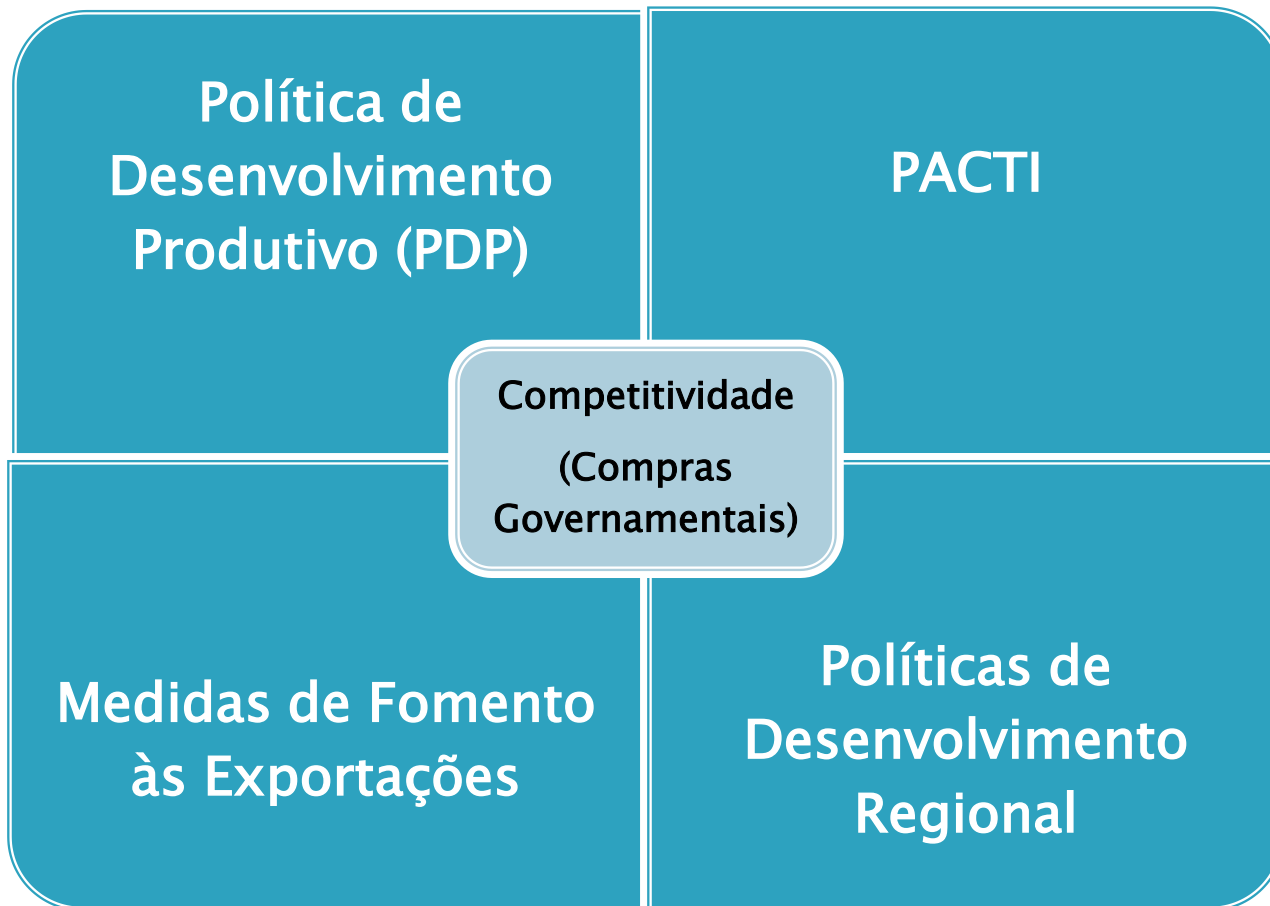 Política de
Desenvolvimento
Produtivo (PDP)
PACTI
Competitividade
(Compras
Governamentais)
Medidas de Fomento
às Exportações
Políticas de
Desenvolvimento
Regional